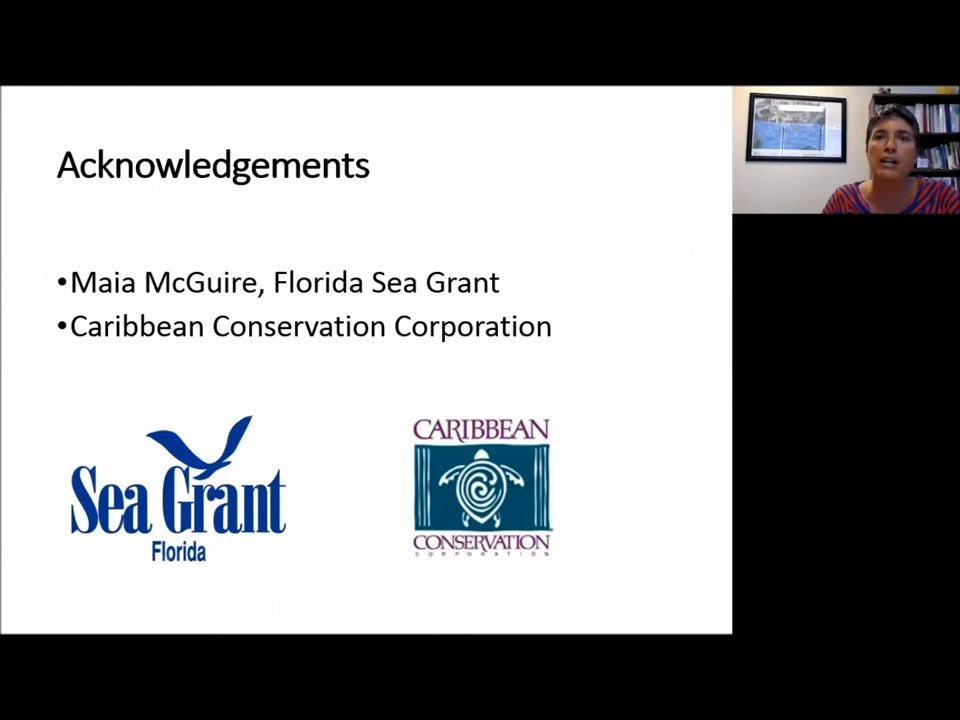 Acknowledgements
•Maia McGuire, Florida Sea Grant
•Caribbean Conservation Corporation
Sea Grant
Florida
CARIBBEAN
CONSERVATION
CORPORATION